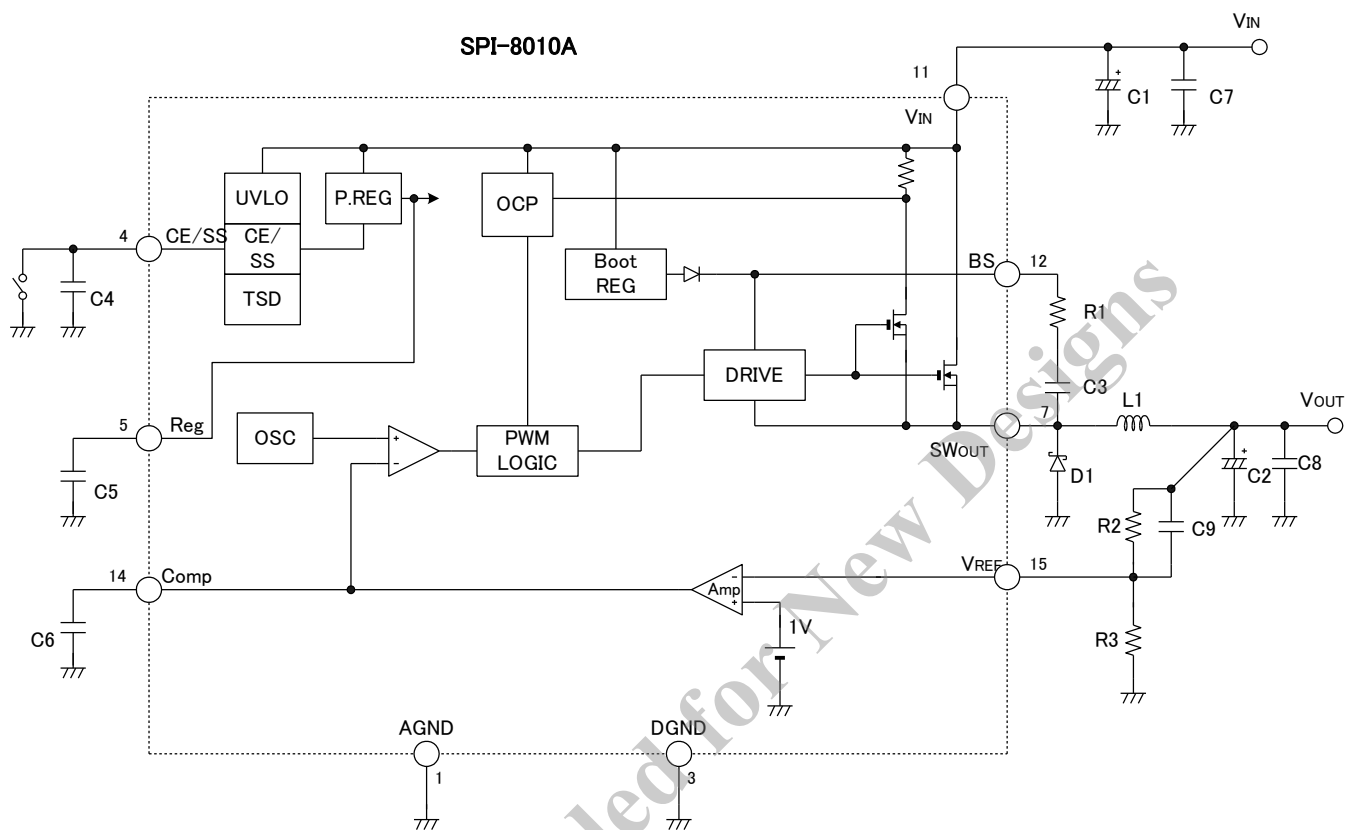 SPI-8010A
VIN
11
C1
C7
VIN
UVLO
P.REG
OCP
4
CE/SS
CE/
SS
TSD
C4
Boot
REG
BS
12
R1
DRIVE
C3
5
Reg
C5
OSC
+
-
PWM
LOGIC
SWOUT
7
L1
VOUT
D1
+
C2
C8
R2
C9
14
Comp
C6
Amp
-
+
1V
VREF
15
R3
AGND
1
DGND
3
+
for New Designs